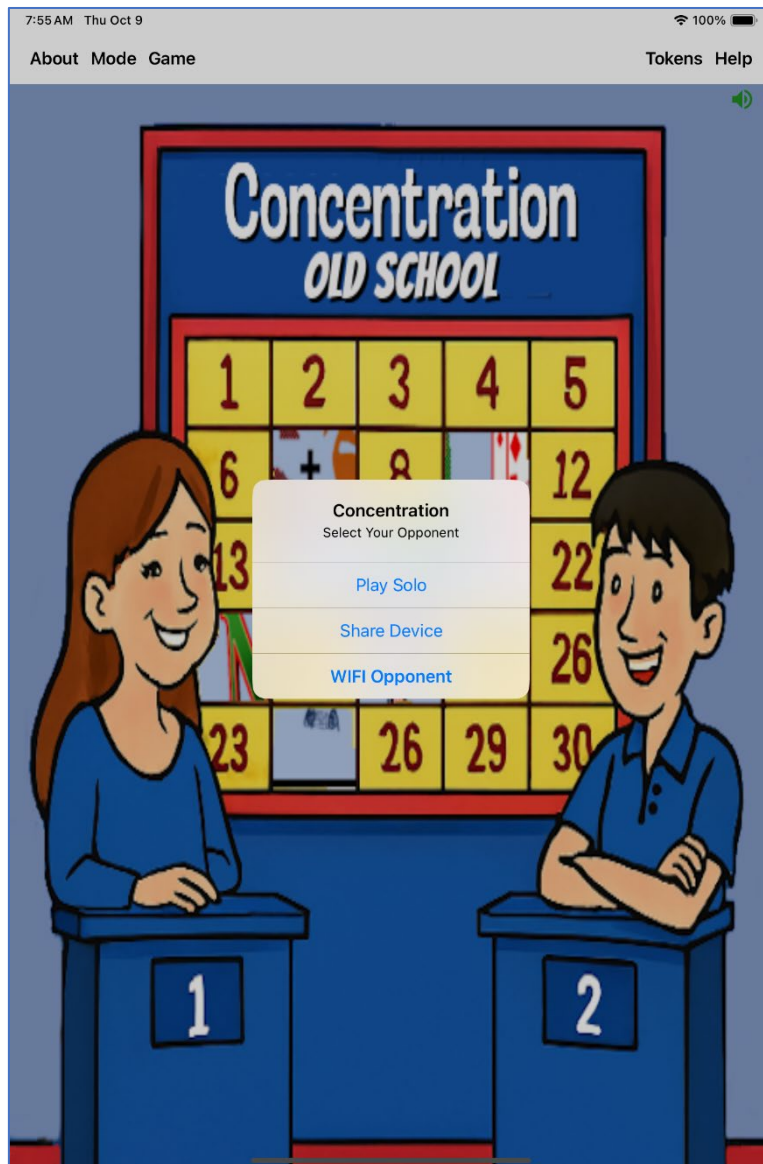 7:55 AM Thu Oct 9 100%
About Mode Game Tokens Help
Concentration
OLD SCHOOL
1 2 3 4 5
6 + 8 12
Concentration
Select Your Opponent
13 22
Play Solo
Share Device
N 26
WIFI Opponent
23 26 29 30
1 2